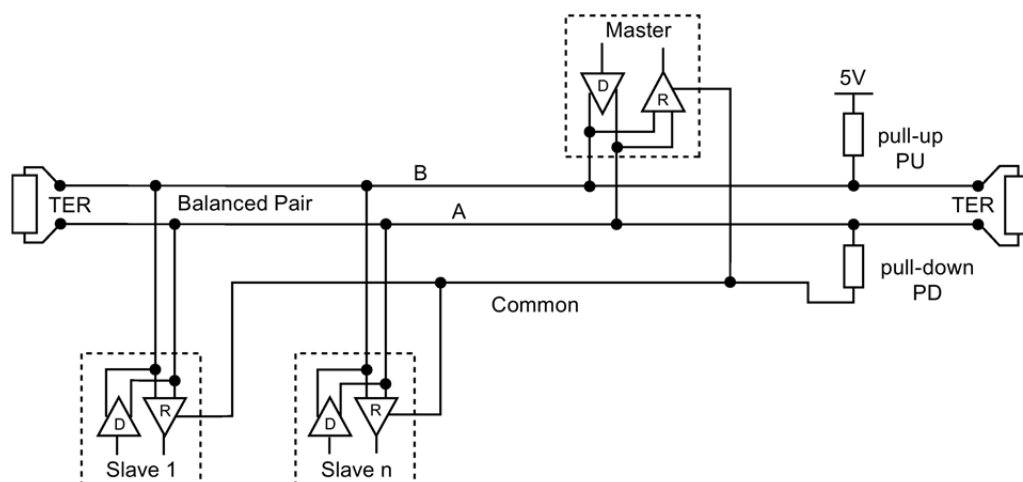 Master
D
R
5V
pull-up
PU
B
TER
Balanced Pair
A
TER
pull-down
PD
Common
D
R
Slave 1
D
R
Slave n